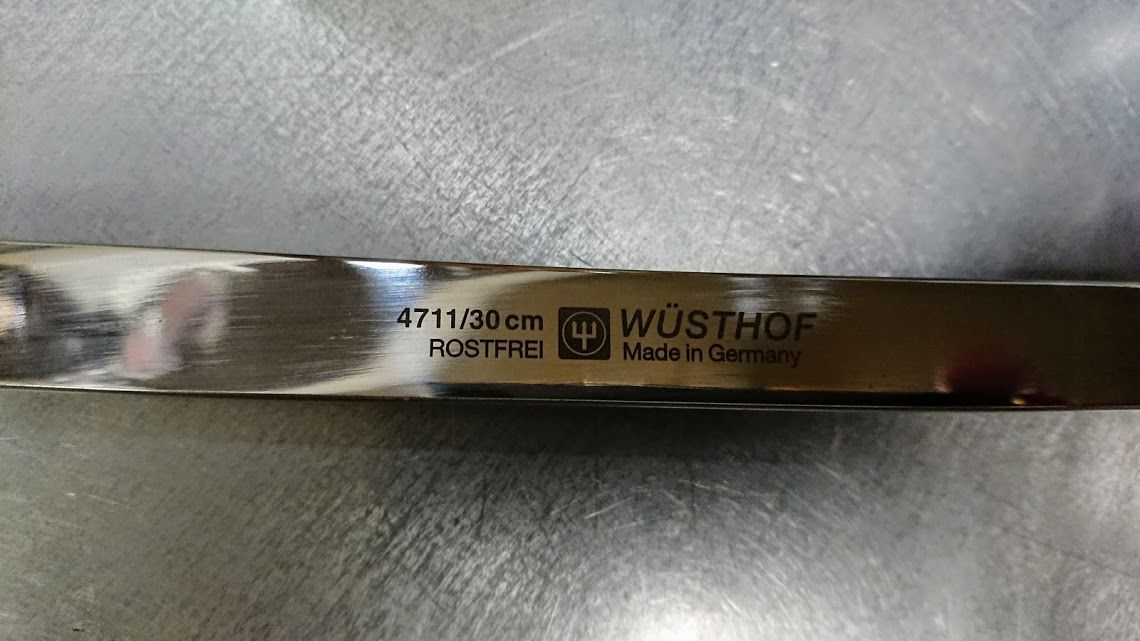 4711/30 cm
ROSTFREI
WÜSTHOF
Made in Germany